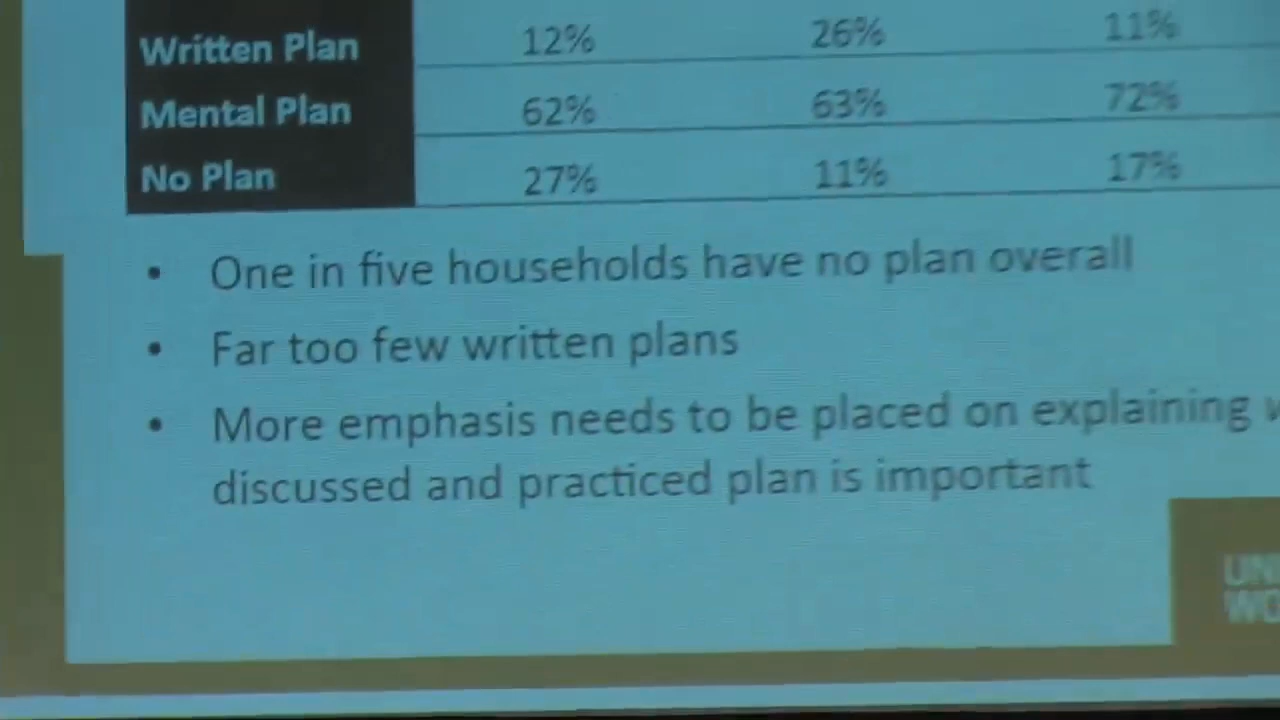 Written Plan 12% 26% 11%
Mental Plan 62% 63% 72%
No Plan 27% 11% 17%
• One in five households have no plan overall
• Far too few written plans
• More emphasis needs to be placed on explaining
discussed and practiced plan is important
UN
WO